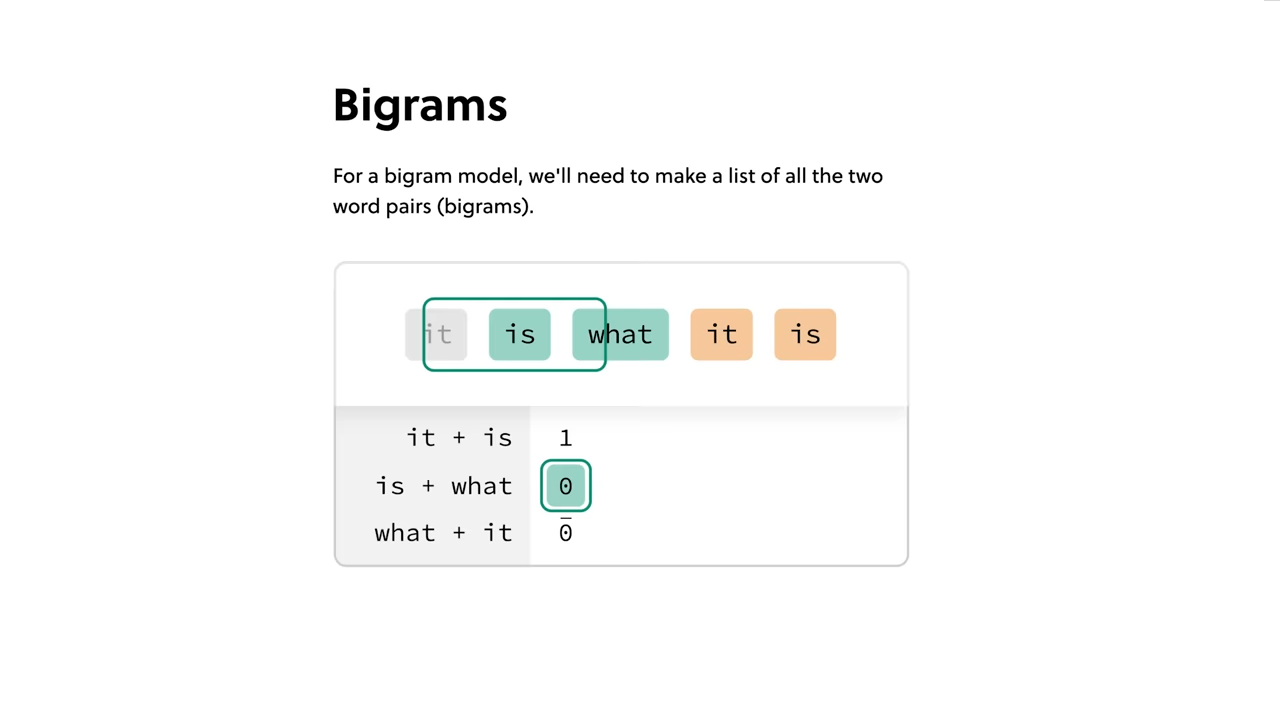 Bigrams
For a bigram model, we'll need to make a list of all the two
word pairs (bigrams).
it is what it is
it + is 1
is + what 0
what + it 0